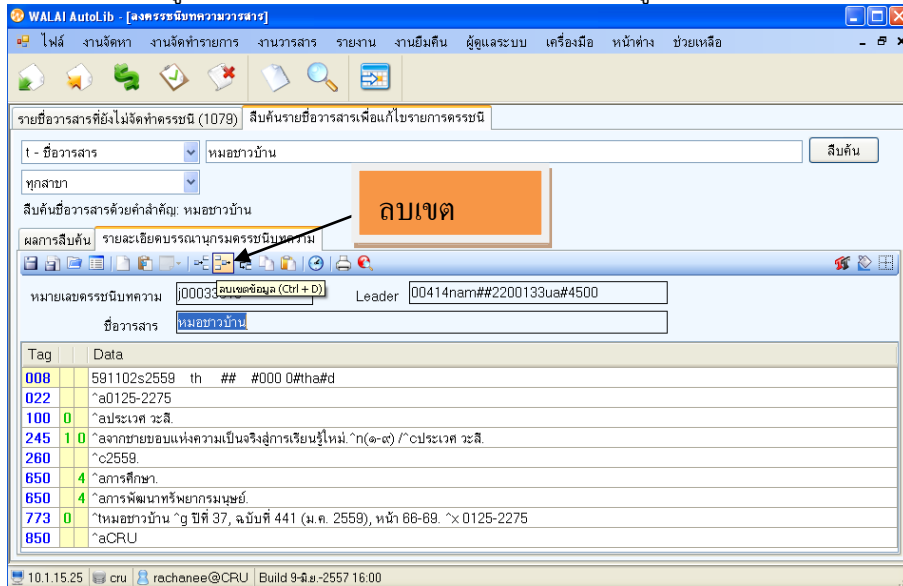 WALAI AutoLib - [ลงดรรชนีบทความวารสาร]
ไฟล์ งานจัดหา งานจัดทำรายการ งานวารสาร รายงาน งานยืมคืน ผู้ดูแลระบบ เครื่องมือ หน้าต่าง ช่วยเหลือ
รายชื่อวารสารที่ยังไม่จัดทำดรรชนี (1079) สืบค้นรายชื่อวารสารเพื่อแก้ไขรายการดรรชนี
t - ชื่อวารสาร หมอชาวบ้าน สืบค้น
ทุกสาขา
สืบค้นชื่อวารสารด้วยคำสำคัญ: หมอชาวบ้าน
ลบเขต
ผลการสืบค้น รายละเอียดบรรณานุกรมดรรชนีบทความ
ลบเขตข้อมูล (Ctrl + D)
หมายเลขดรรชนีบทความ Leader 00414nam##2200133ua#4500
ชื่อวารสาร หมอชาวบ้าน
Tag Data
008 591102s2559 th ## #000 0#tha#d
022 ^a0125-2275
100 0 ^aประเวศ วะสี.
245 1 0 ^aจากชายขอบแห่งความเป็นจริงสู่การเรียนรู้ใหม่.^n(๑-๙) /^cประเวศ วะสี.
260 ^c2559.
650 4 ^aการศึกษา.
650 4 ^aการพัฒนาทรัพยากรมนุษย์.
773 0 ^tหมอชาวบ้าน ^g ปีที่ 37, ฉบับที่ 441 (ม.ค. 2559), หน้า 66-69. ^x 0125-2275
850 ^aCRU
10.1.15.25 cru rachanee@CRU Build 9-มิ.ย.-2557 16:00